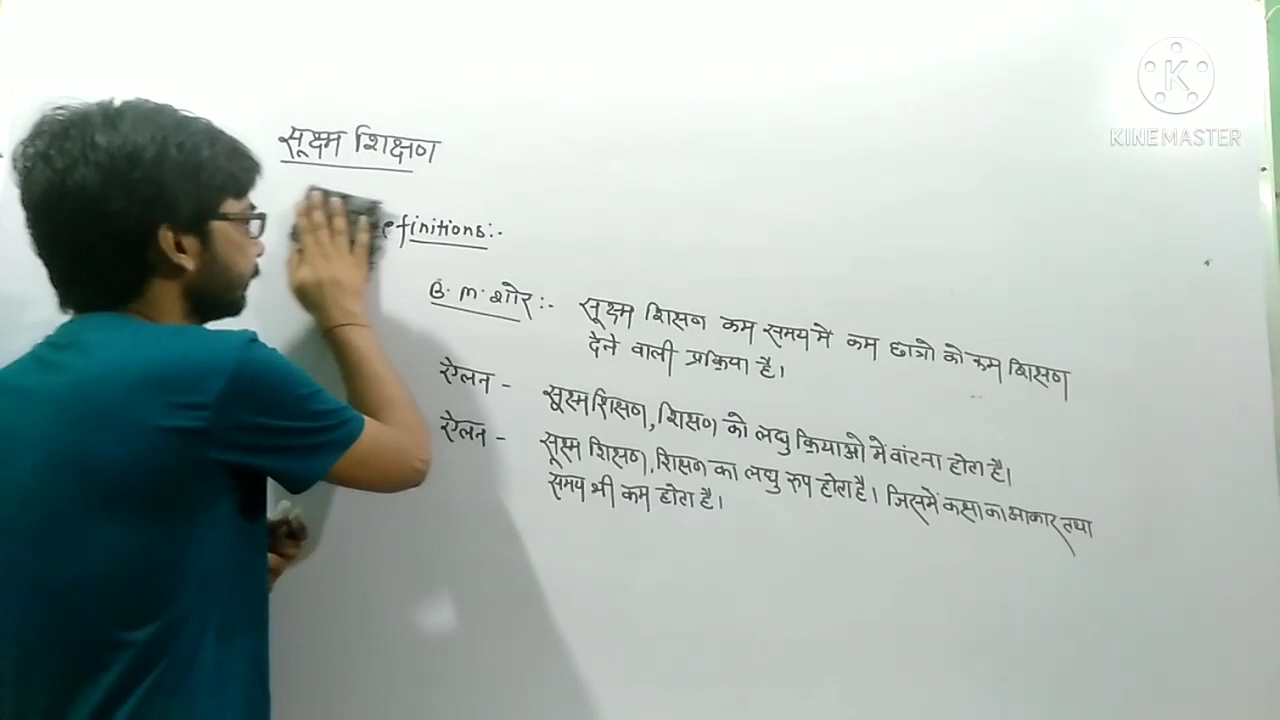 KINEMASTER
सूक्ष्म शिक्षण
efinitions:-
B.M.शोर:- सूक्ष्म शिक्षण कम समय में कम छात्रो को कम शिक्षण
देने वाली प्रक्रिया है।
ऐलन - सूक्ष्म शिक्षण, शिक्षण को लघु क्रियाओ में बांटना होता है।
ऐलन - सूक्ष्म शिक्षण, शिक्षण का लघु रुप होता है। जिसमें कक्षा का आकार तथा
समय भी कम होता है।